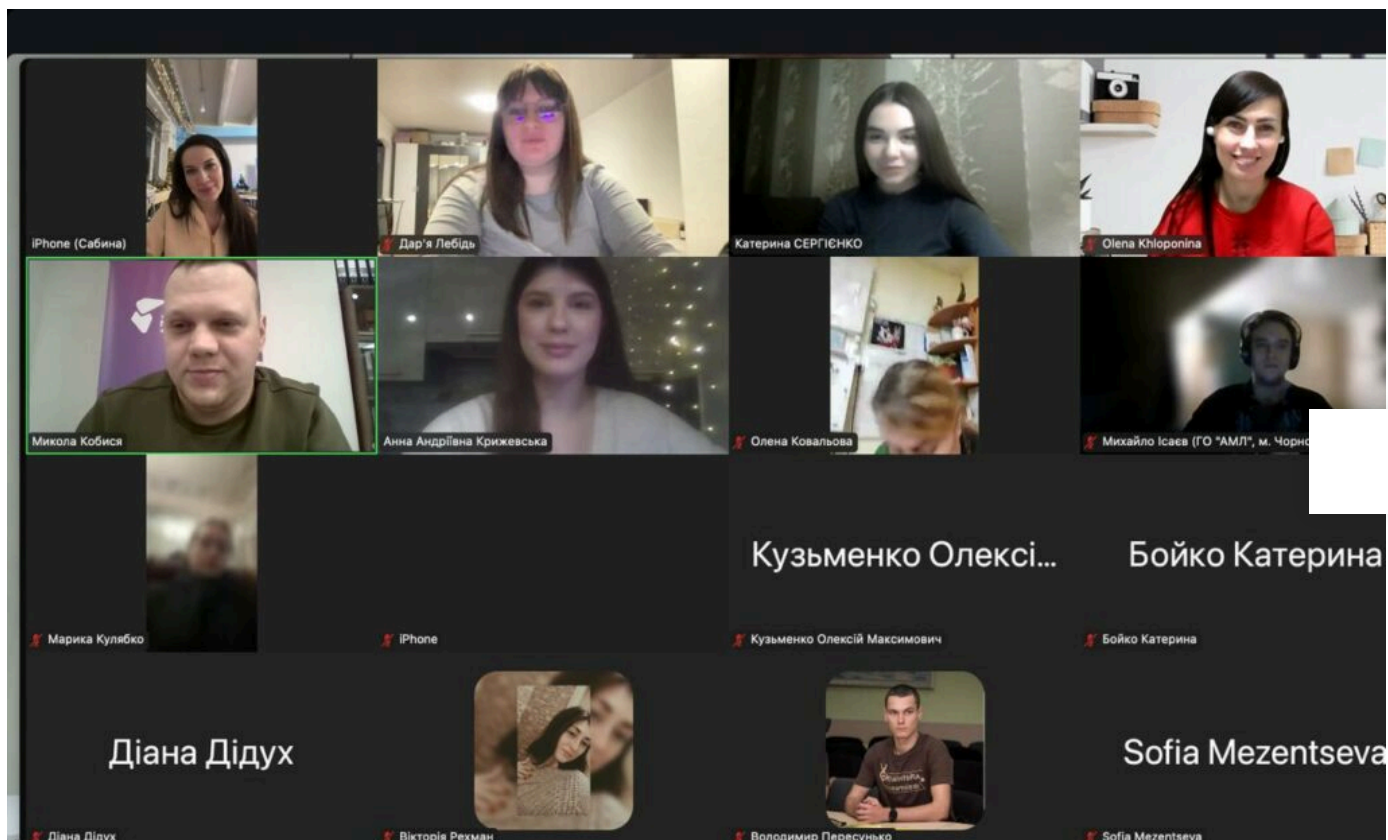 iPhone (Сабина)
Дар'я Лебідь
Катерина СЕРГІЄНКО
Olena Khloponina
Микола Кобися
Анна Андріївна Крижевська
Олена Ковальова
Михайло Ісаєв (ГО "АМЛ", м. Чорно
Кузьменко Олексі...
Бойко Катерина
Марика Кулябко
iPhone
Кузьменко Олексій Максимович
Бойко Катерина
Діана Дідух
Sofia Mezentseva
Діана Дідух
Вікторія Рехман
Володимир Пересунько
Sofia Mezentseva